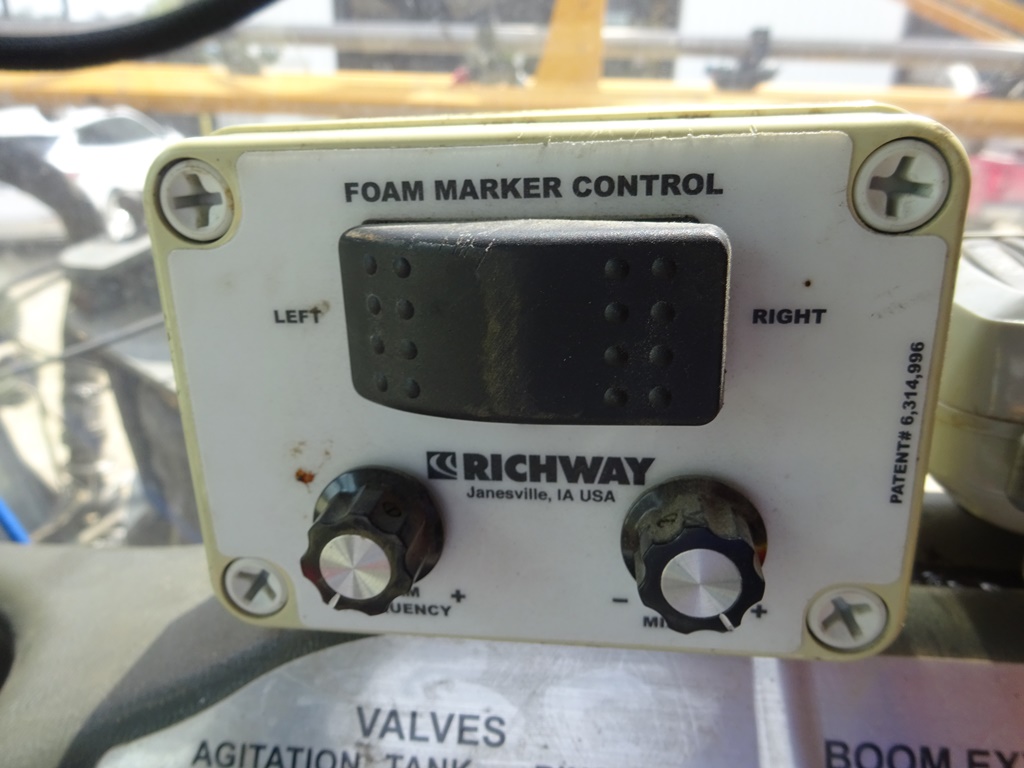 FOAM MARKER CONTROL
LEFT
RIGHT
PATENT# 6,314,996
RICHWAY
Janesville, IA USA
+
- +
VALVES
AGITATION TANK
BOOM